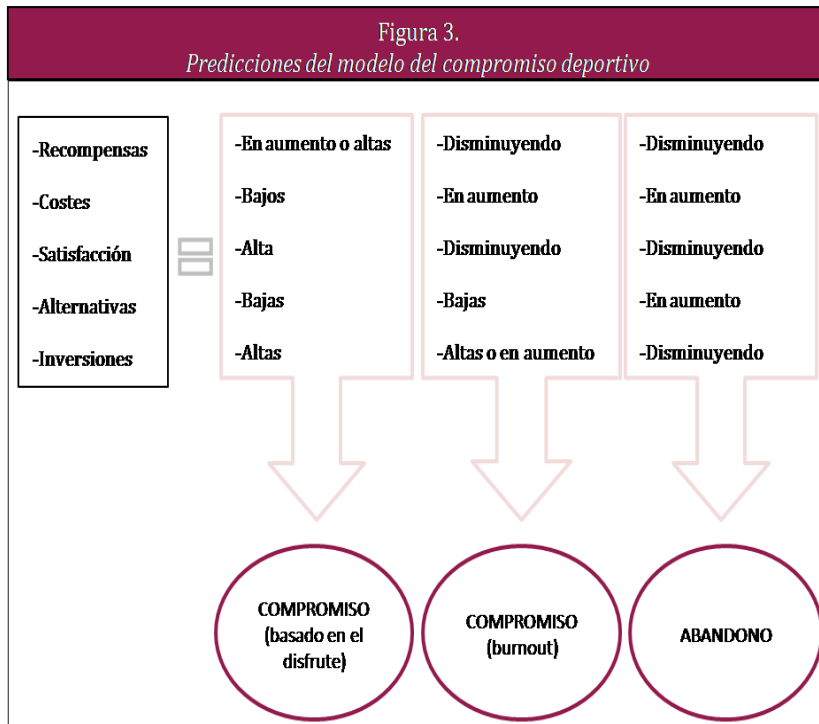 Figura 3.
Predicciones del modelo del compromiso deportivo
-Recompensas
-Costes
-Satisfacción
-Alternativas
-Inversiones
-En aumento o altas
-Bajos
-Alta
-Bajas
-Altas
-Disminuyendo
-En aumento
-Disminuyendo
-Bajas
-Altas o en aumento
-Disminuyendo
-En aumento
-Disminuyendo
-En aumento
-Disminuyendo
COMPROMISO
(basado en el
disfrute)
COMPROMISO
(burnout)
ABANDONO